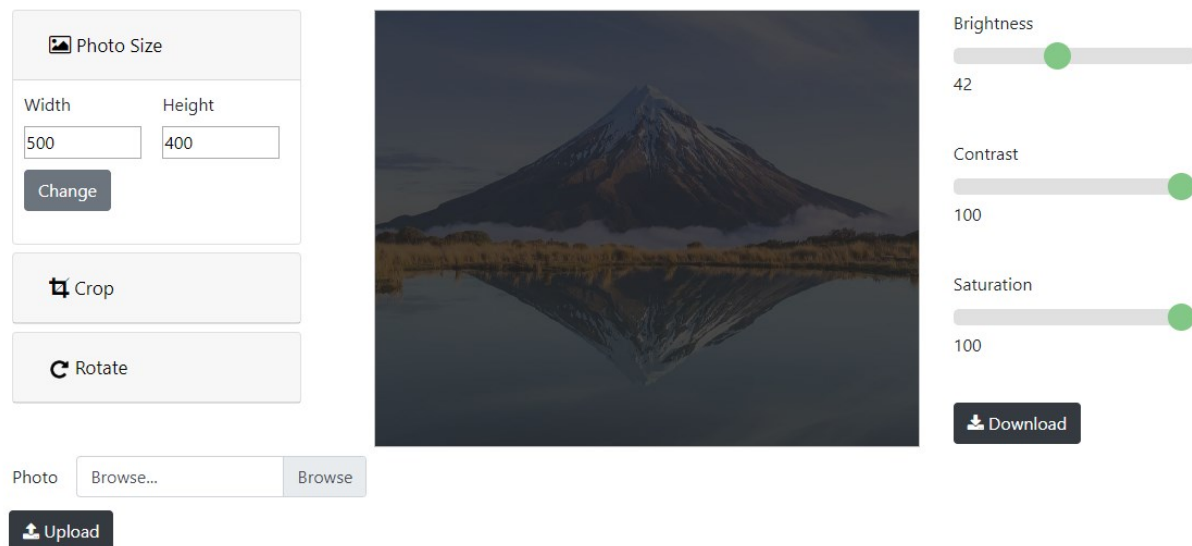 Photo Size
Width Height
500 400
Change
Crop
Rotate
Photo Browse... Browse
Upload
Brightness
42
Contrast
100
Saturation
100
Download